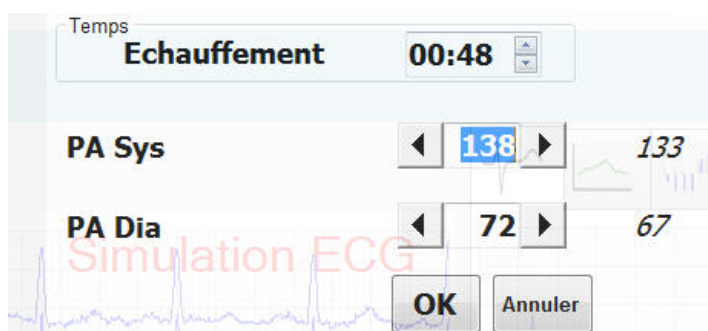 Temps
Echauffement 00:48
PA Sys 138 133
PA Dia 72 67
Simulation ECG
OK Annuler